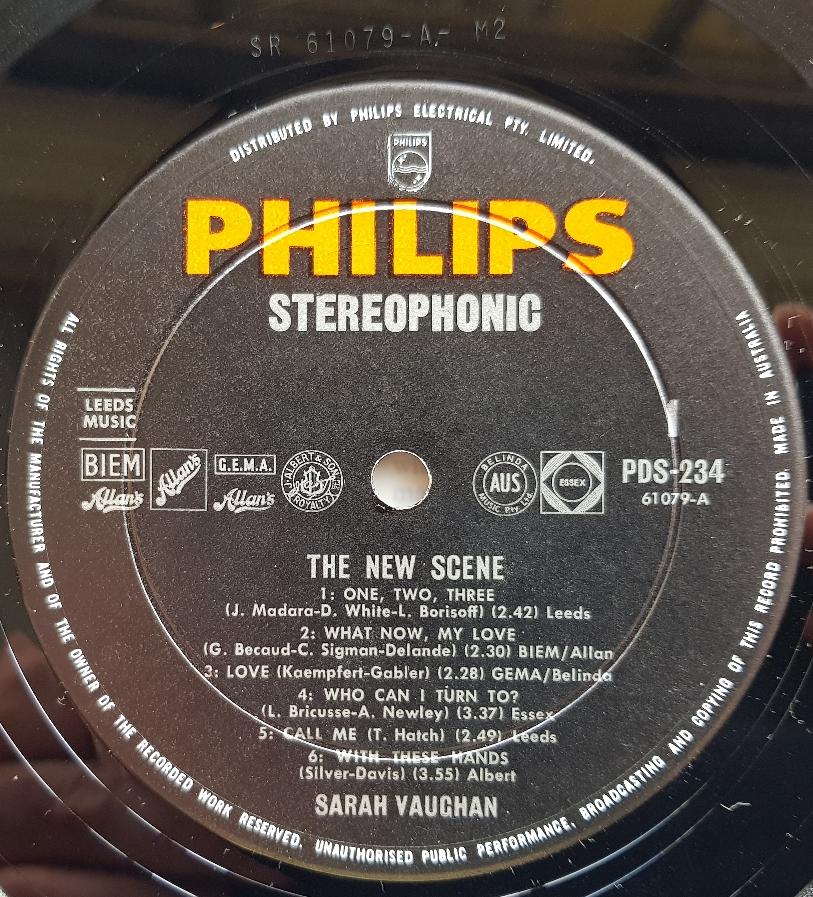 SR 61079-A- M2
DISTRIBUTED BY PHILIPS ELECTRICAL PTY. LIMITED.
PHILIPS
PHILIPS
STEREOPHONIC
LEEDS
MUSIC
BIEM
Allan's
Allan's
G.E.M.A.
Allan's
J. ALBERT & SON
ROYALTY
BELINDA
AUS
MUSIC Pty. Ltd
ESSEX
PDS-234
61079-A
THE NEW SCENE
1: ONE, TWO, THREE
(J. Madara-D. White-L. Borisoff) (2.42) Leeds
2: WHAT NOW, MY LOVE
(G. Becaud-C. Sigman-Delande) (2.30) BIEM/Allan
3: LOVE (Kaempfert-Gabler) (2.28) GEMA/Belinda
4: WHO CAN I TURN TO?
(L. Bricusse-A. Newley) (3.37) Essex
5: CALL ME (T. Hatch) (2.49) Leeds
6: WITH THESE HANDS
(Silver-Davis) (3.55) Albert
SARAH VAUGHAN
ALL RIGHTS OF THE MANUFACTURER AND OF THE OWNER OF THE RECORDED WORK RESERVED. UNAUTHORISED PUBLIC PERFORMANCE, BROADCASTING AND COPYING OF THIS RECORD PROHIBITED. MADE IN AUSTRALIA